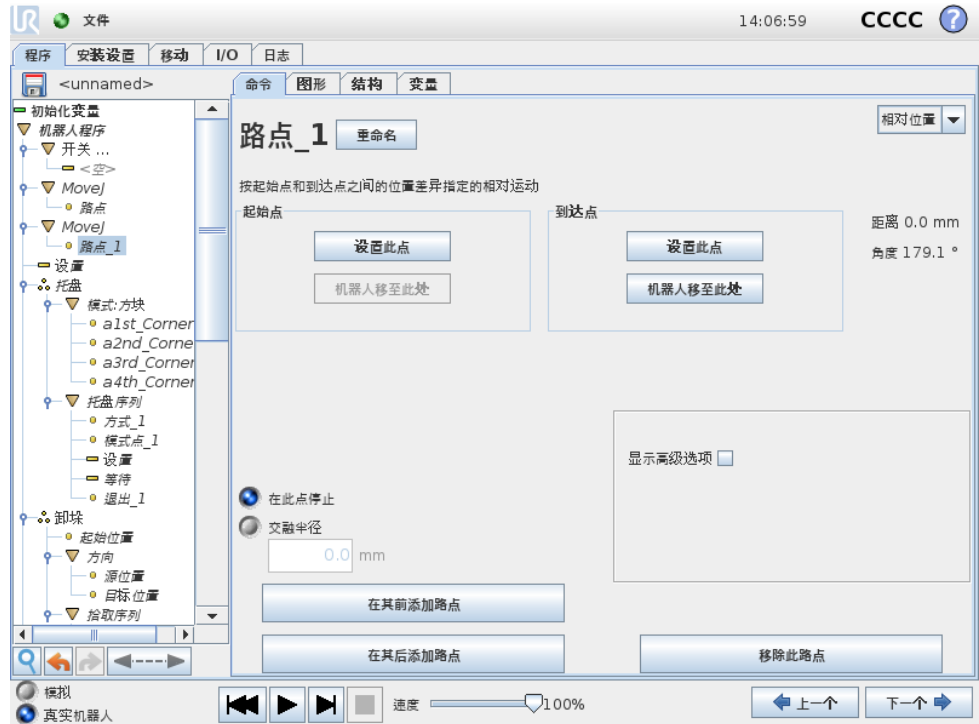 UR 文件 14:06:59 CCCC ?
程序 安装设置 移动 I/O 日志
<unnamed>
命令 图形 结构 变量
初始化变量
机器人程序
开关 ...
<空>
MoveJ
路点
MoveJ
路点_1
设置
托盘
模式:方块
a1st_Corner
a2nd_Corne
a3rd_Corner
a4th_Corner
托盘序列
方式_1
模式点_1
设置
等待
退出_1
卸垛
起始位置
方向
源位置
目标位置
拾取序列
路点_1 重命名
相对位置
按起始点和到达点之间的位置差异指定的相对运动
起始点
设置此点
机器人移至此处
到达点
设置此点
机器人移至此处
距离 0.0 mm
角度 179.1 °
显示高级选项
在此点停止
交融半径
0.0 mm
在其前添加路点
在其后添加路点
移除此路点
模拟
真实机器人
速度 100%
上一个
下一个